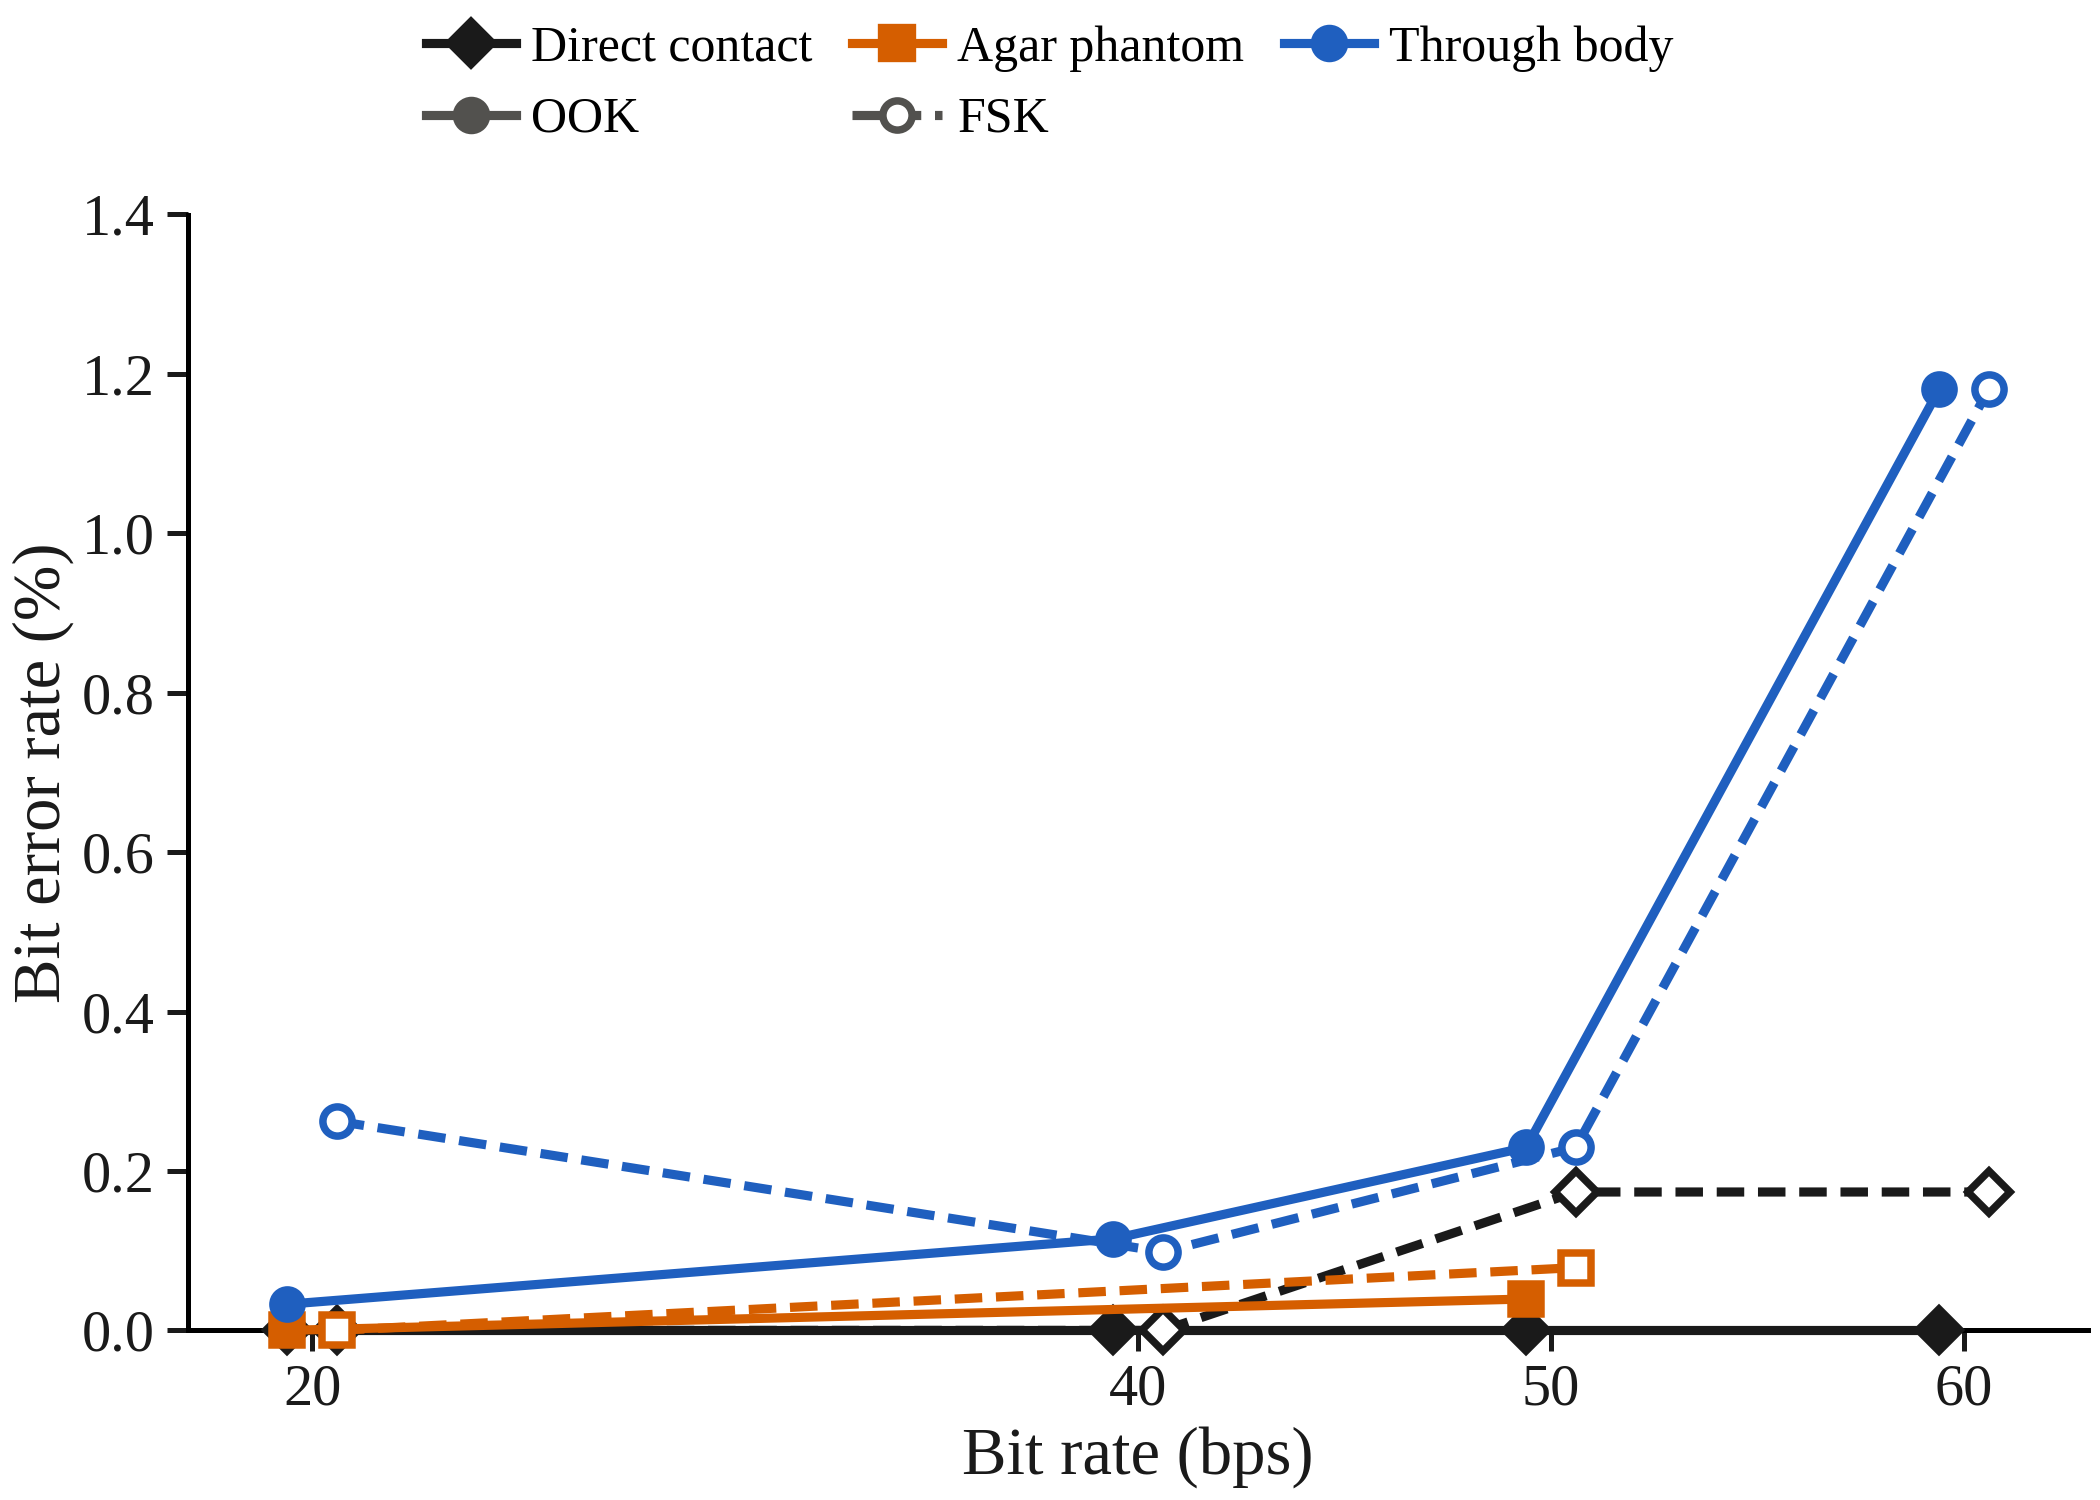 Direct contact Agar phantom Through body
OOK FSK
1.4
1.2
1.0
0.8
0.6
0.4
0.2
0.0
Bit error rate (%)
20 40 50 60
Bit rate (bps)